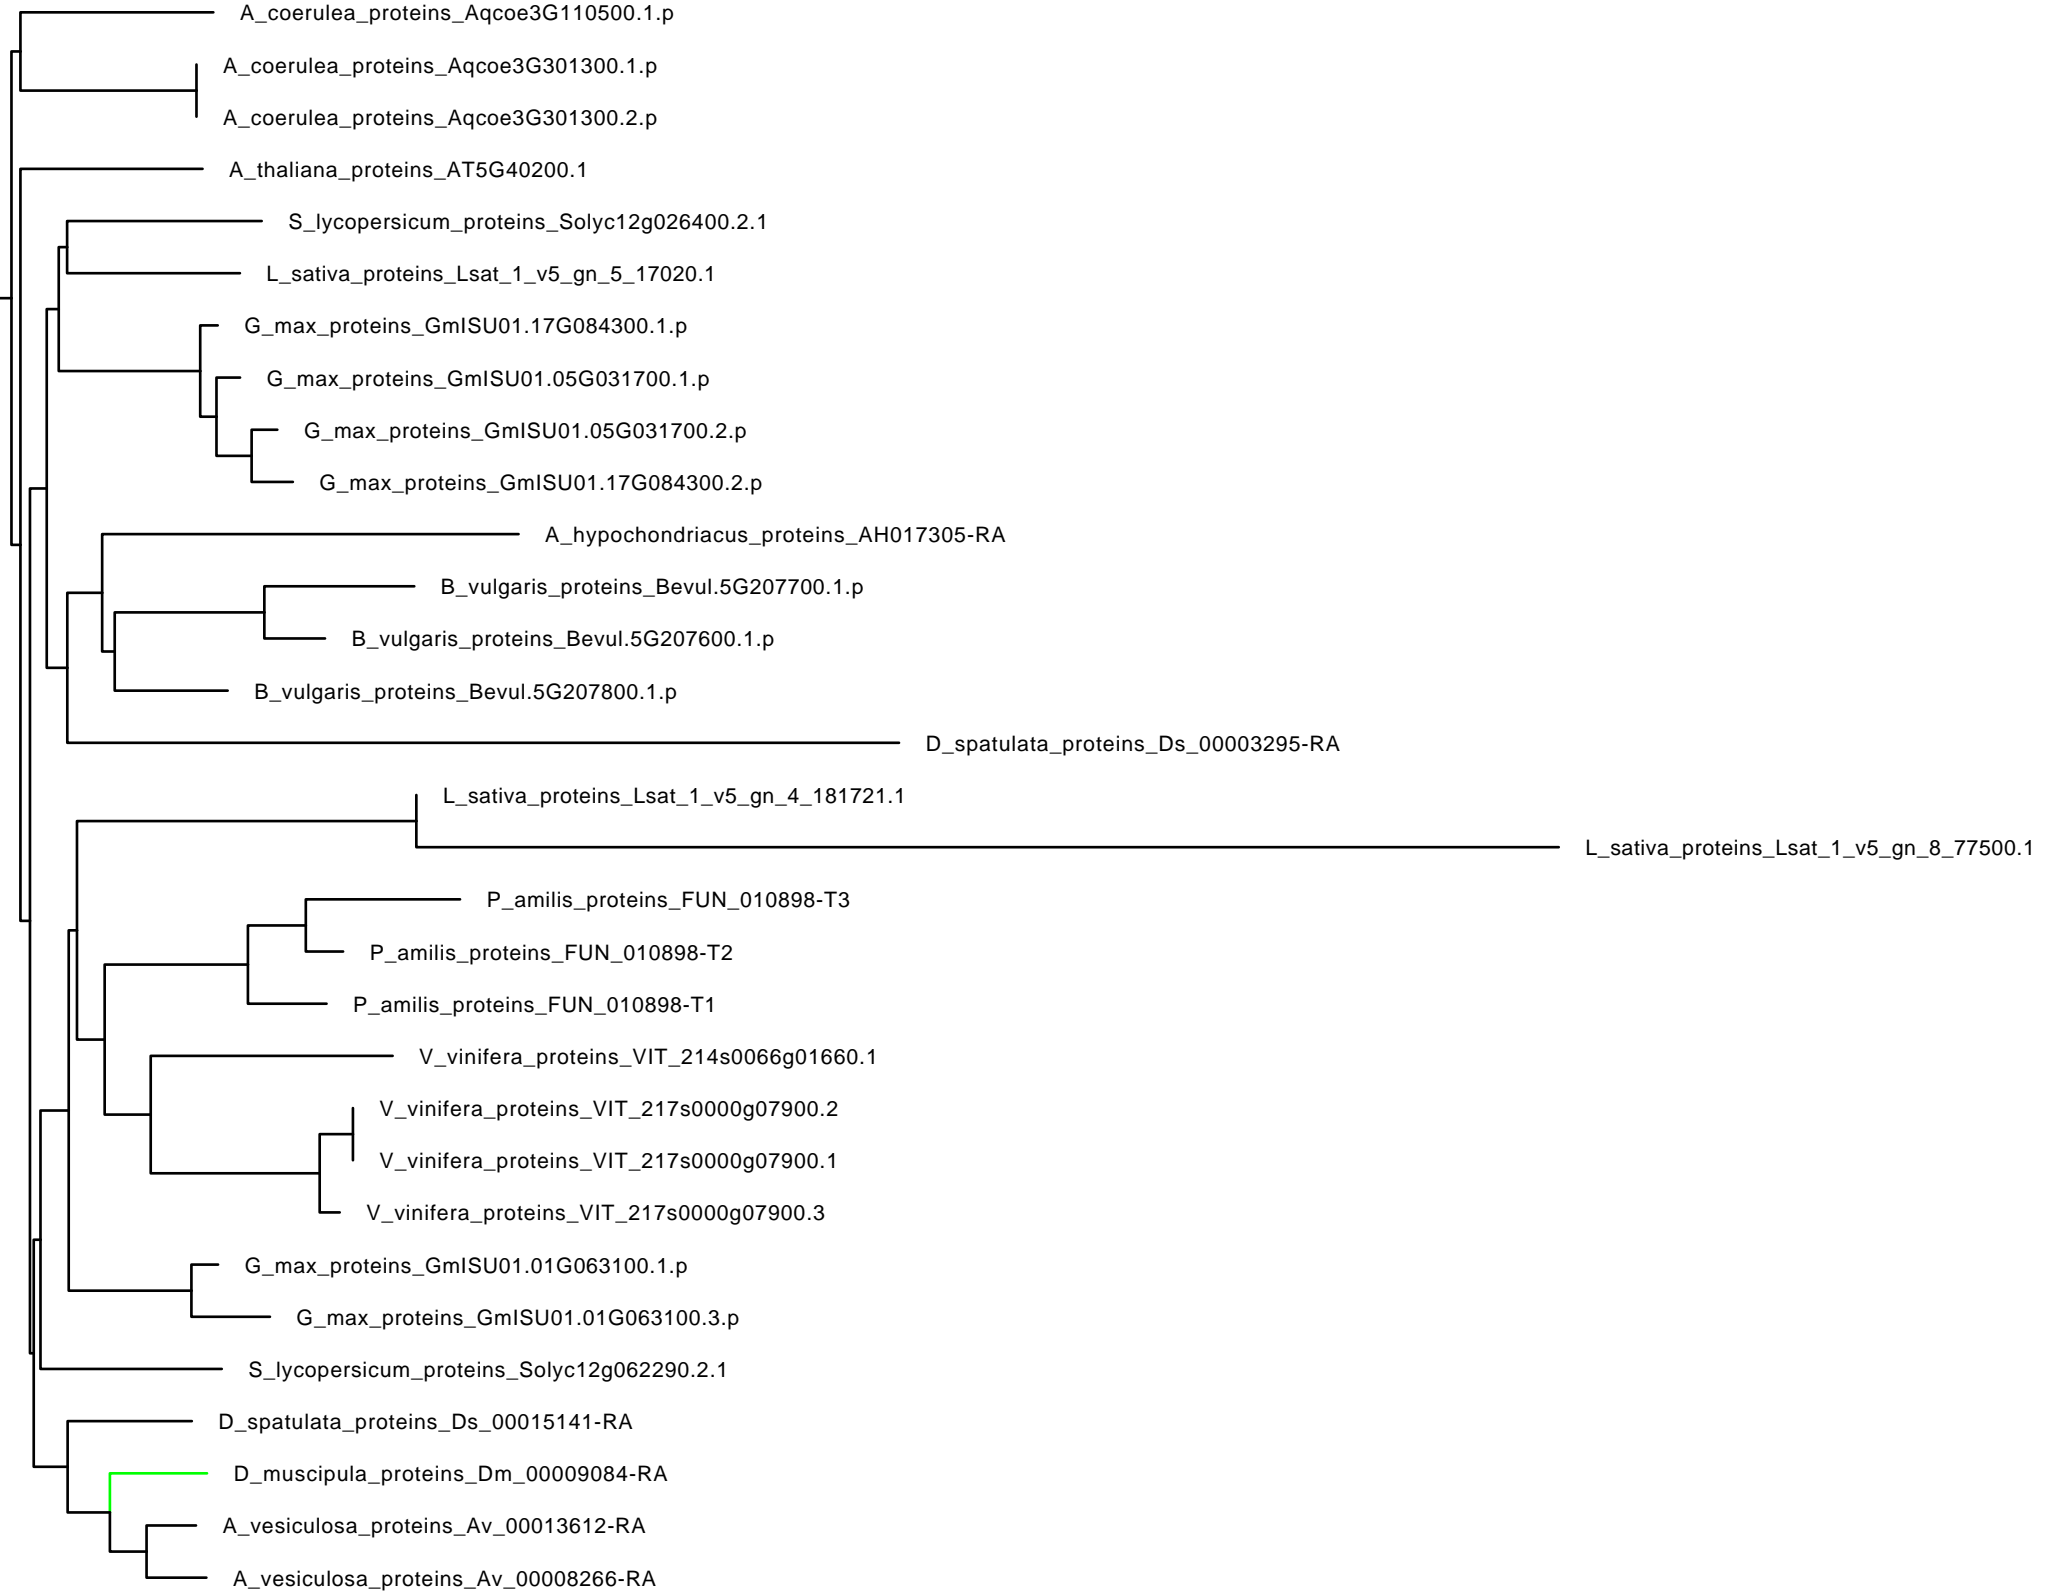 A_coerulea_proteins_Aqcoe3G110500.1.p
A_coerulea_proteins_Aqcoe3G301300.1.p
A_coerulea_proteins_Aqcoe3G301300.2.p
A_thaliana_proteins_AT5G40200.1
S_lycopersicum_proteins_Solyc12g026400.2.1
L_sativa_proteins_Lsat_1_v5_gn_5_17020.1
G_max_proteins_GmISU01.17G084300.1.p
G_max_proteins_GmISU01.05G031700.1.p
G_max_proteins_GmISU01.05G031700.2.p
G_max_proteins_GmISU01.17G084300.2.p
A_hypochondriacus_proteins_AH017305-RA
B_vulgaris_proteins_Bevul.5G207700.1.p
B_vulgaris_proteins_Bevul.5G207600.1.p
B_vulgaris_proteins_Bevul.5G207800.1.p
D_spatulata_proteins_Ds_00003295-RA
L_sativa_proteins_Lsat_1_v5_gn_4_181721.1
L_sativa_proteins_Lsat_1_v5_gn_8_77500.1
P_amilis_proteins_FUN_010898-T3
P_amilis_proteins_FUN_010898-T2
P_amilis_proteins_FUN_010898-T1
V_vinifera_proteins_VIT_214s0066g01660.1
V_vinifera_proteins_VIT_217s0000g07900.2
V_vinifera_proteins_VIT_217s0000g07900.1
V_vinifera_proteins_VIT_217s0000g07900.3
G_max_proteins_GmISU01.01G063100.1.p
G_max_proteins_GmISU01.01G063100.3.p
S_lycopersicum_proteins_Solyc12g062290.2.1
D_spatulata_proteins_Ds_00015141-RA
D_muscipula_proteins_Dm_00009084-RA
A_vesiculosa_proteins_Av_00013612-RA
A_vesiculosa_proteins_Av_00008266-RA